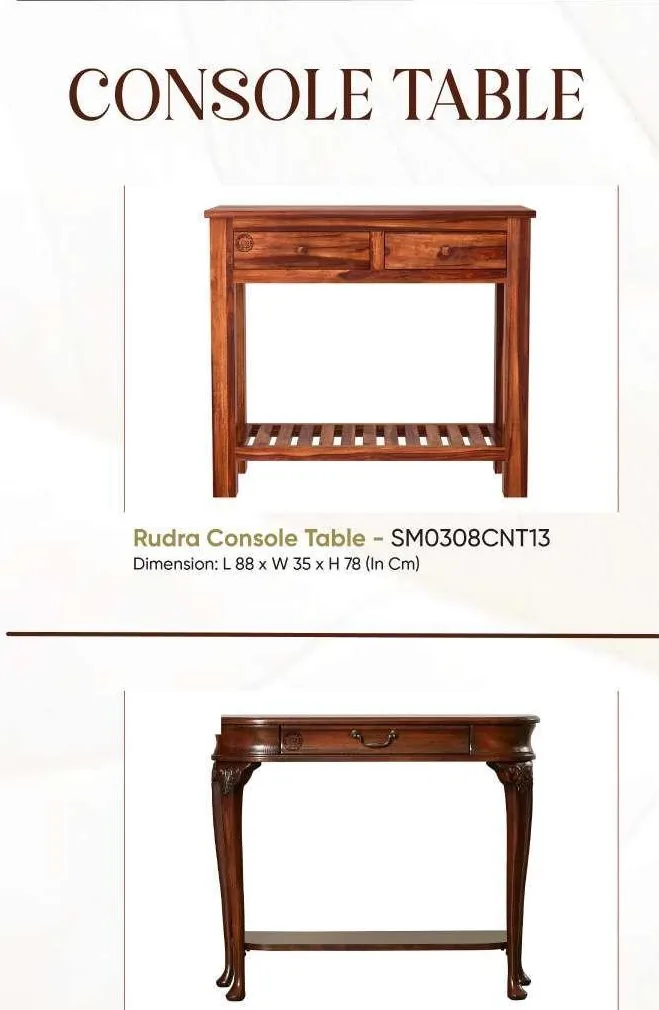 CONSOLE TABLE
Rudra Console Table - SM0308CNT13
Dimension: L 88 x W 35 x H 78 (In Cm)